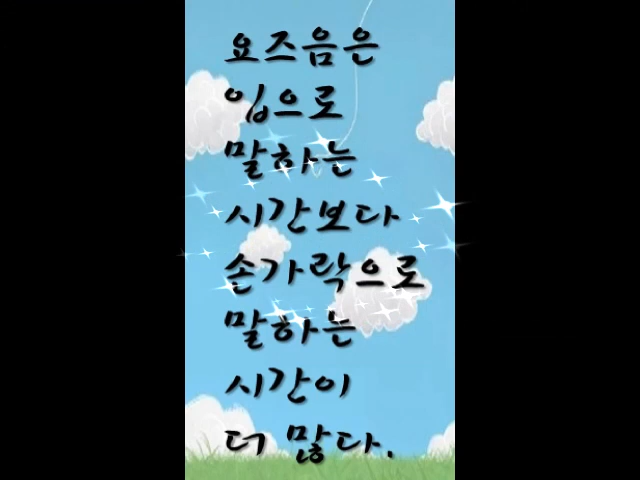 요즈음은
입으로
말하는
시간보다
손가락으로
말하는
시간이
더 많다.